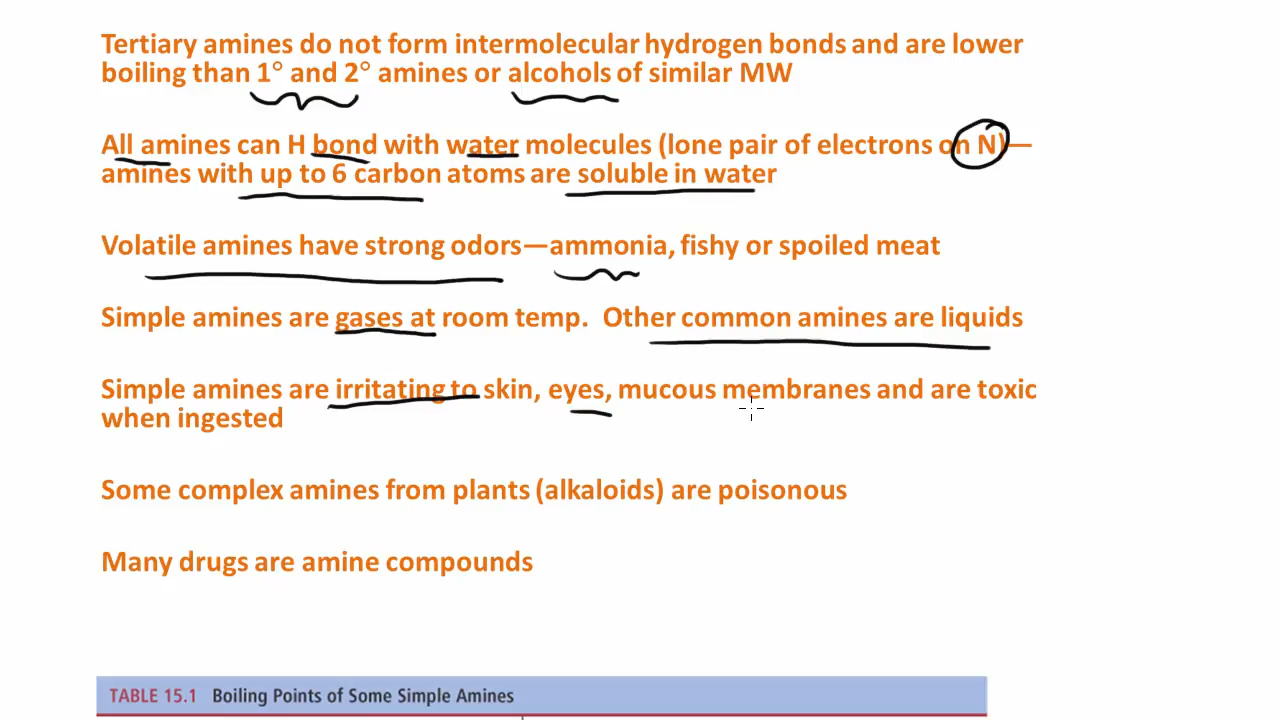 Tertiary amines do not form intermolecular hydrogen bonds and are lower
boiling than 1° and 2° amines or alcohols of similar MW
All amines can H bond with water molecules (lone pair of electrons on N)—
amines with up to 6 carbon atoms are soluble in water
Volatile amines have strong odors—ammonia, fishy or spoiled meat
Simple amines are gases at room temp.  Other common amines are liquids
Simple amines are irritating to skin, eyes, mucous membranes and are toxic
when ingested
Some complex amines from plants (alkaloids) are poisonous
Many drugs are amine compounds
TABLE 15.1 Boiling Points of Some Simple Amines